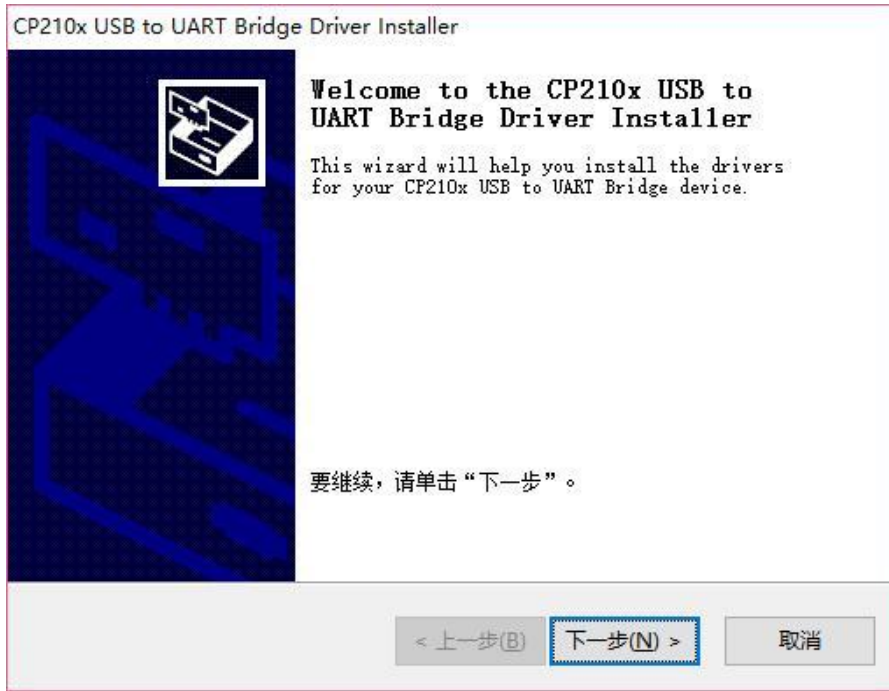 CP210x USB to UART Bridge Driver Installer
Welcome to the CP210x USB to
UART Bridge Driver Installer
This wizard will help you install the drivers
for your CP210x USB to UART Bridge device.
要继续，请单击“下一步”。
< 上一步(B)
下一步(N) >
取消